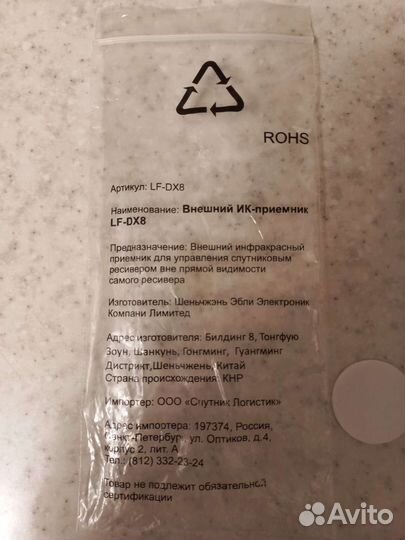 ROHS
Артикул: LF-DX8
Наименование: Внешний ИК-приемник
LF-DX8
Предназначение: Внешний инфракрасный
приемник для управления спутниковым
ресивером вне прямой видимости
самого ресивера
Изготовитель: Шеньчжэнь Эбли Электроник
Компани Лимитед
Адрес изготовителя: Билдинг 8, Тонгфую
Зоун, Шанкунь, Гонгминг, Гуангминг
Дистрикт,Шеньчжень,Китай
Страна происхождения: КНР
Импортер: ООО «Спутник Логистик»
Адрес импортера: 197374, Россия,
Санкт-Петербург, ул. Оптиков, д.4,
корпус 2, лит. А
Тел.: (812) 332-23-24
Товар не подлежит обязательной
сертификации
Avito